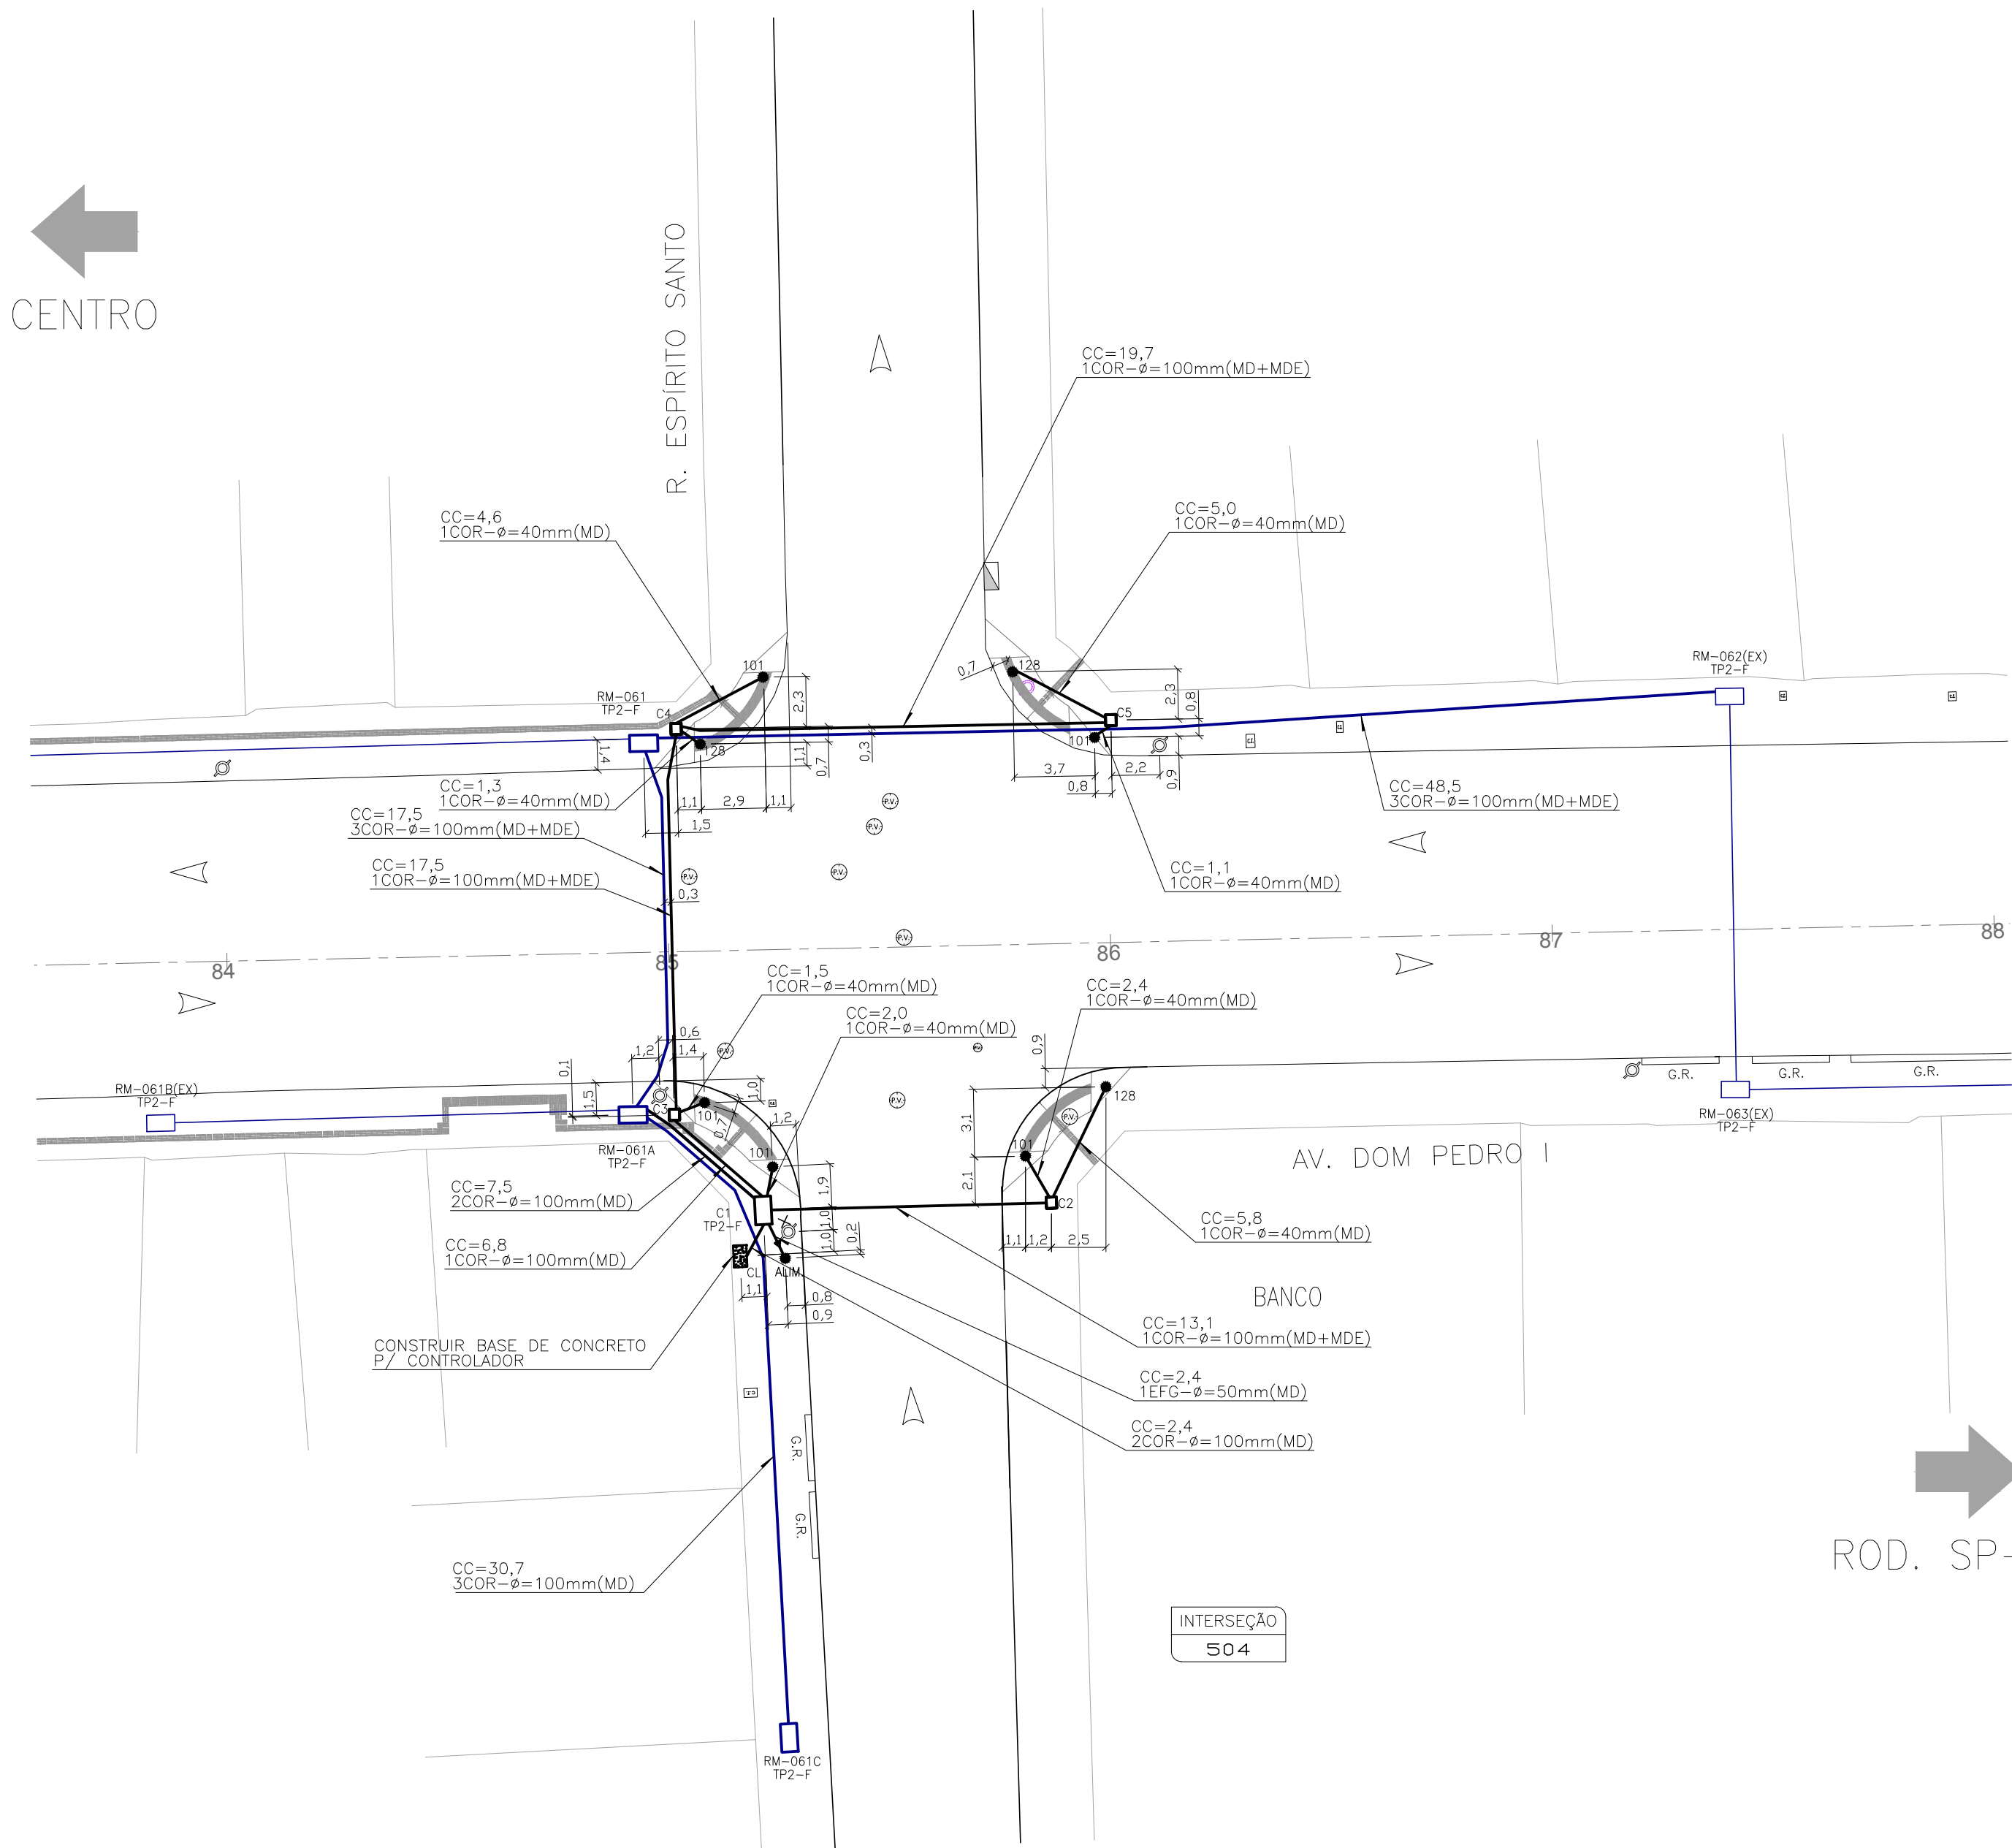 CENTRO
R. ESPÍRITO SANTO
CC=19,7
1COR-ø=100mm(MD+MDE)
CC=4,6
1COR-ø=40mm(MD)
CC=5,0
1COR-ø=40mm(MD)
RM-062(EX)
TP2-F
RM-061
TP2-F
C4
101
128
2,3
1,1
0,7
0,3
1,4
0,7
128
2,3
0,8
C5
101
3,7
2,2
0,8
0,9
CC=1,3
1COR-ø=40mm(MD)
1,1
2,9
1,1
1,5
CC=48,5
3COR-ø=100mm(MD+MDE)
CC=17,5
3COR-ø=100mm(MD+MDE)
CC=17,5
1COR-ø=100mm(MD+MDE)
0,3
CC=1,1
1COR-ø=40mm(MD)
P.V.
P.V.
P.V.
P.V.
P.V.
84
85
86
87
88
CC=1,5
1COR-ø=40mm(MD)
CC=2,4
1COR-ø=40mm(MD)
CC=2,0
1COR-ø=40mm(MD)
0,6
1,2
1,4
P.V.
0,1
1,5
1,0
0,9
G.R.
G.R.
G.R.
RM-061B(EX)
TP2-F
C3
101
0,7
1,2
P.V.
P.V.
3,1
128
RM-063(EX)
TP2-F
RM-061A
TP2-F
101
101
2,1
AV. DOM PEDRO I
CC=7,5
2COR-ø=100mm(MD)
1,9
C1
TP2-F
1,0
1,0
0,2
C2
CC=5,8
1COR-ø=40mm(MD)
1,1
1,2
2,5
CC=6,8
1COR-ø=100mm(MD)
CL
ALIM.
1,1
0,8
0,9
BANCO
CC=13,1
1COR-ø=100mm(MD+MDE)
CONSTRUIR BASE DE CONCRETO
P/ CONTROLADOR
CC=2,4
1EFG-ø=50mm(MD)
CC=2,4
2COR-ø=100mm(MD)
G.R.
G.R.
CC=30,7
3COR-ø=100mm(MD)
ROD. SP-
INTERSEÇÃO
504
RM-061C
TP2-F